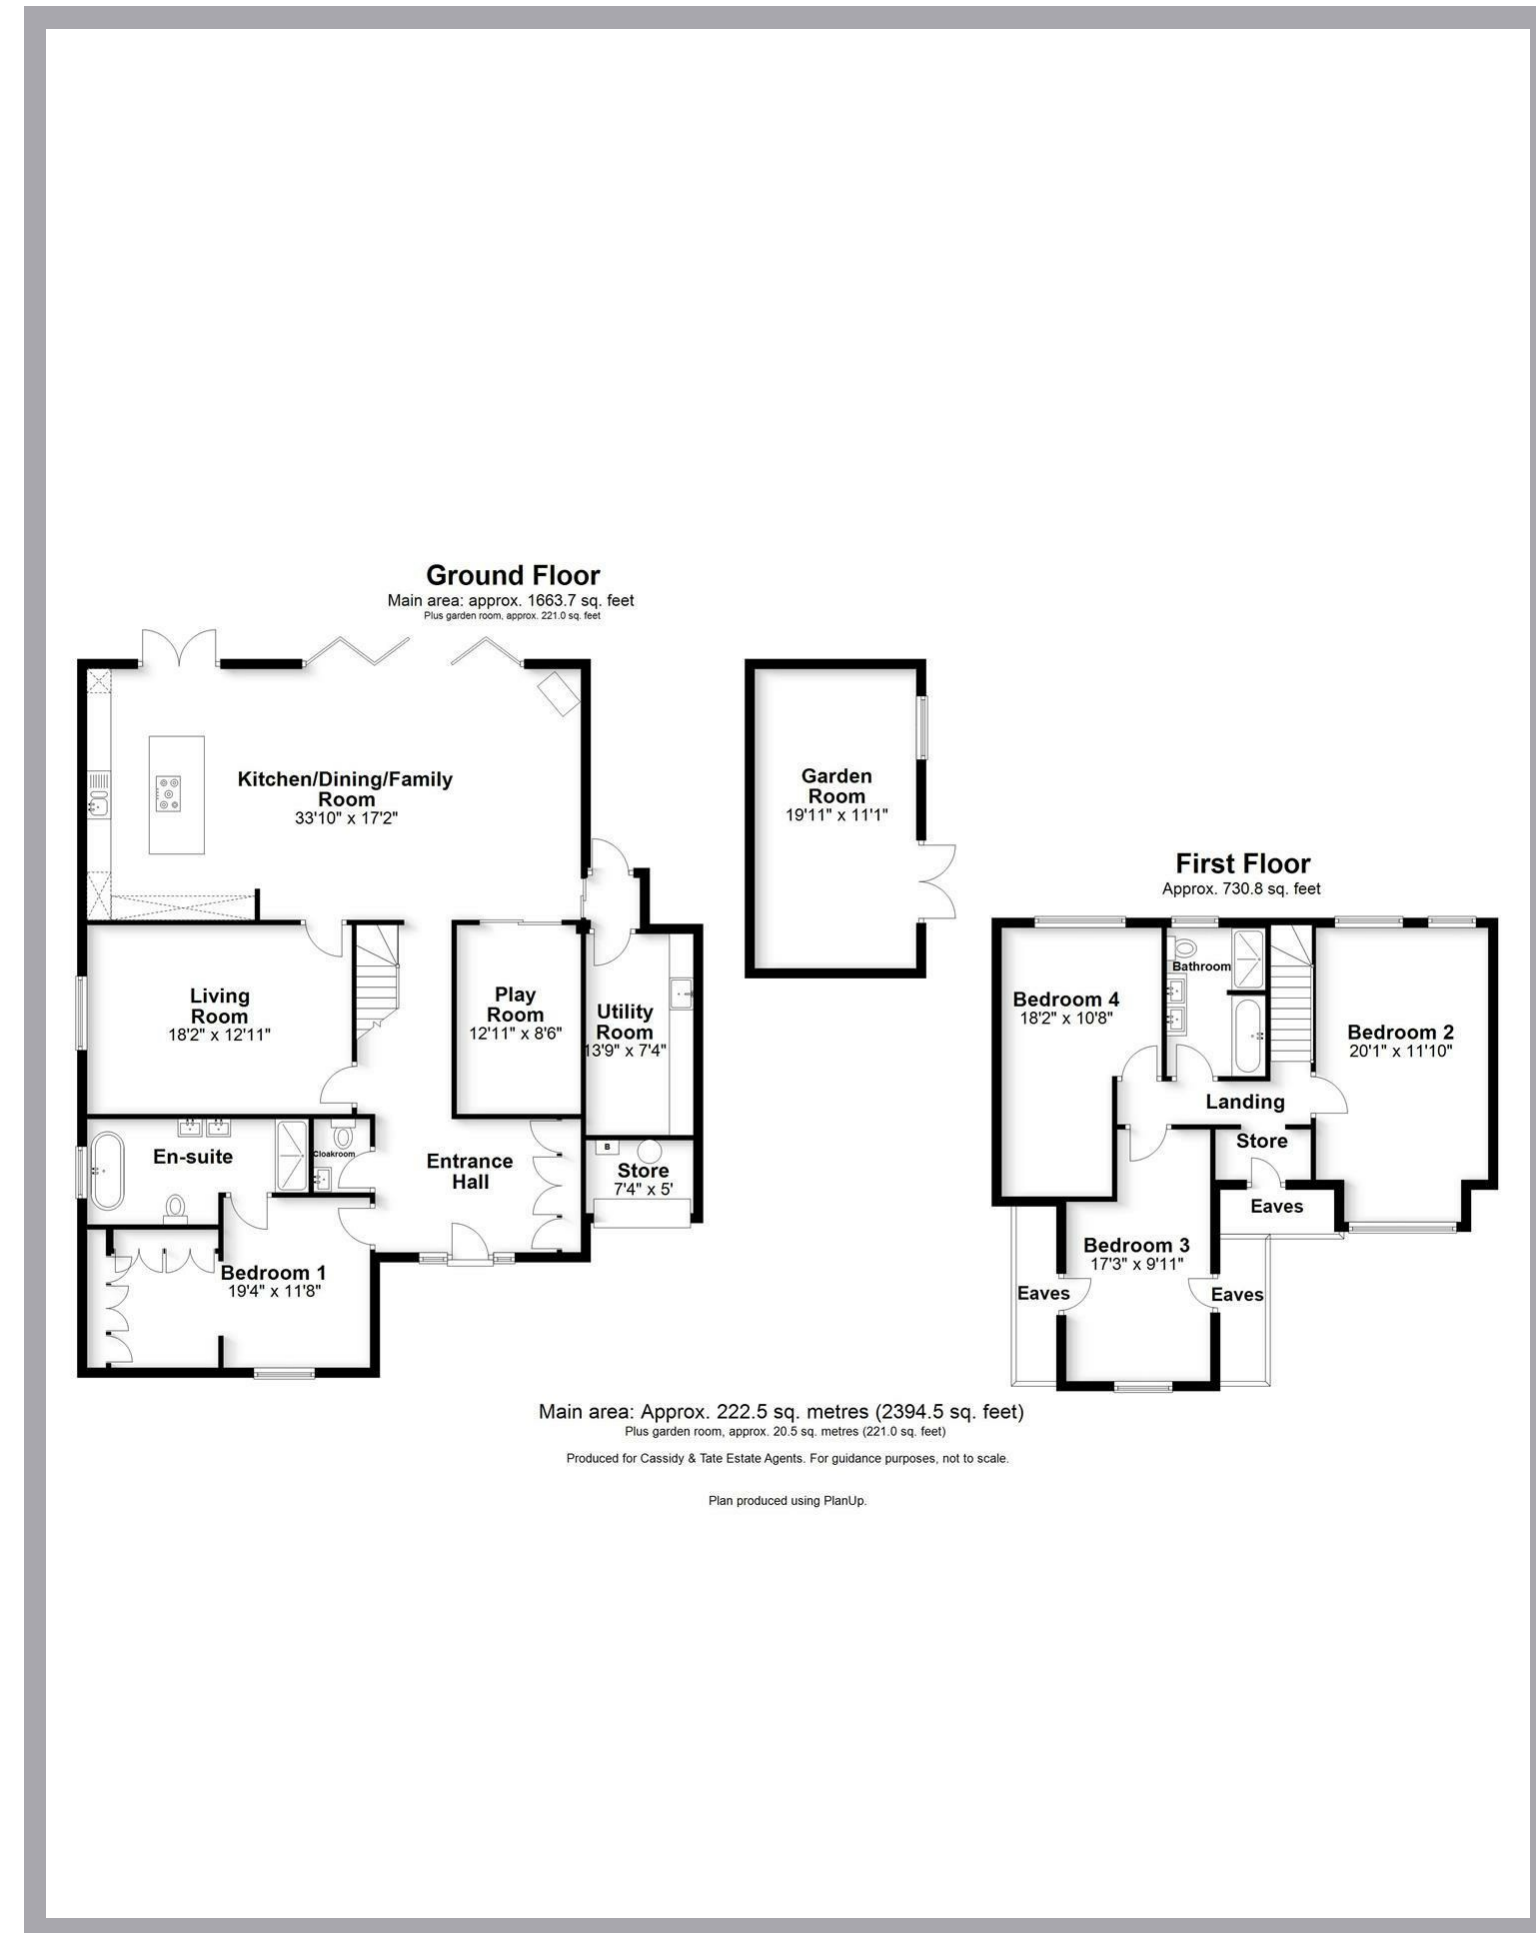 Ground Floor
Main area: approx. 1663.7 sq. feet
Plus garden room, approx. 221.0 sq. feet
Kitchen/Dining/Family
Room
33'10" x 17'2"
Living
Room
18'2" x 12'11"
Play
Room
12'11" x 8'6"
Utility
Room
13'9" x 7'4"
En-suite
Cloakroom
Entrance
Hall
B
Store
7'4" x 5'
Bedroom 1
19'4" x 11'8"
Garden
Room
19'11" x 11'1"
First Floor
Approx. 730.8 sq. feet
Bathroom
Bedroom 4
18'2" x 10'8"
Bedroom 2
20'1" x 11'10"
Landing
Store
Eaves
Bedroom 3
17'3" x 9'11"
Eaves
Eaves
Main area: Approx. 222.5 sq. metres (2394.5 sq. feet)
Plus garden room, approx. 20.5 sq. metres (221.0 sq. feet)
Produced for Cassidy & Tate Estate Agents. For guidance purposes, not to scale.
Plan produced using PlanUp.